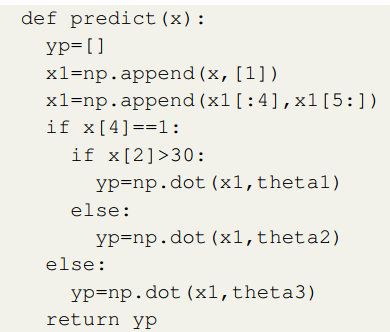 def predict(x):
yp=[]
x1=np.append(x,[1])
x1=np.append(x1[:4],x1[5:])
if x[4]==1:
if x[2]>30:
yp=np.dot(x1,theta1)
else:
yp=np.dot(x1,theta2)
else:
yp=np.dot(x1,theta3)
return yp